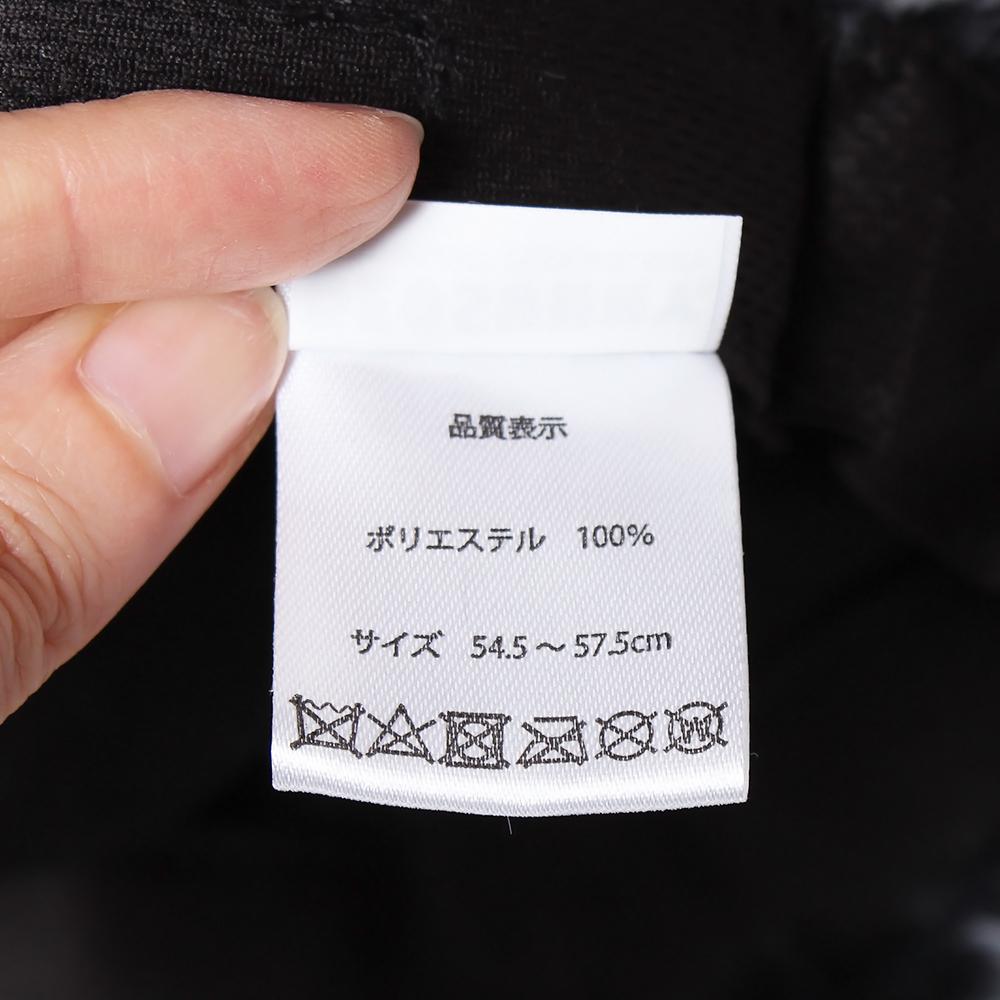 品質表示
ポリエステル 100%
サイズ 54.5～57.5cm
W